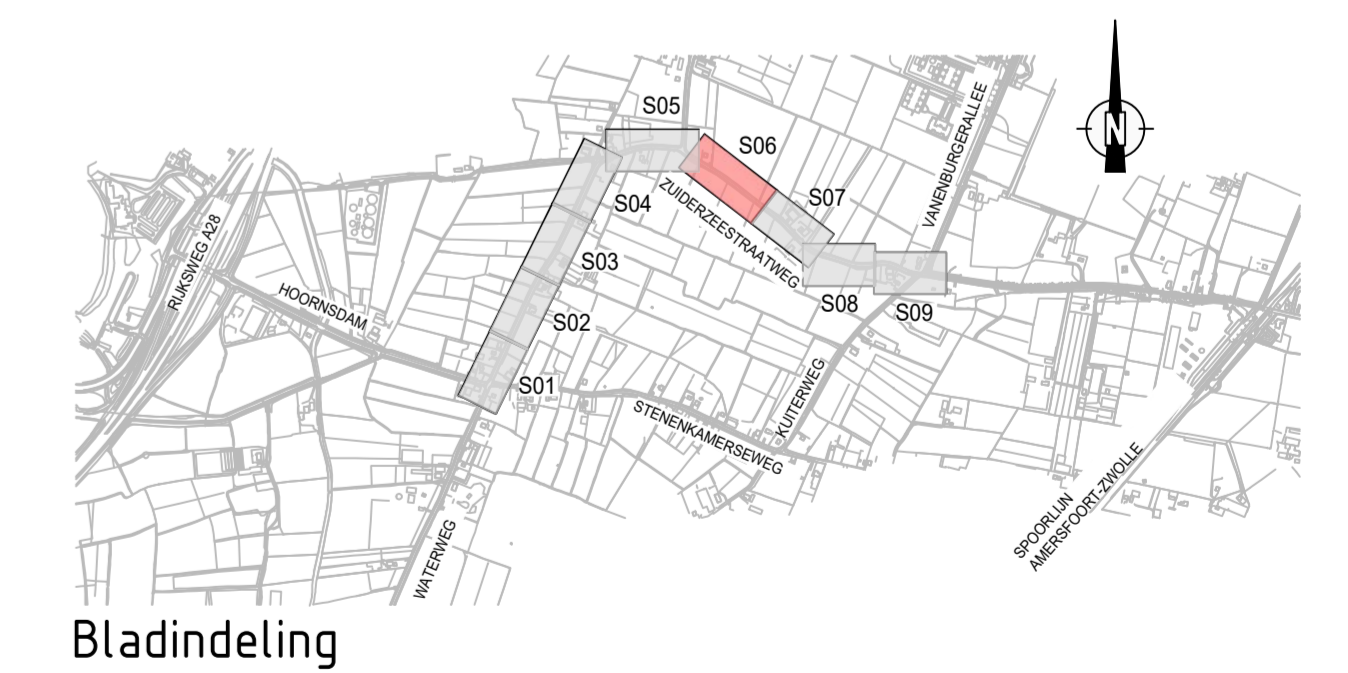 S05
S06
VANENBURGERALLEE
N
S04
ZUIDERZEESTRAATWEG
S07
RIJKSWEG A28
S03
HOORNSDAM
S08
S09
S02
S01
KUITERWEG
STENENKAMERSEWEG
SPOORLIJN
AMERSFOORT-ZWOLLE
WATERWEG
Bladindeling